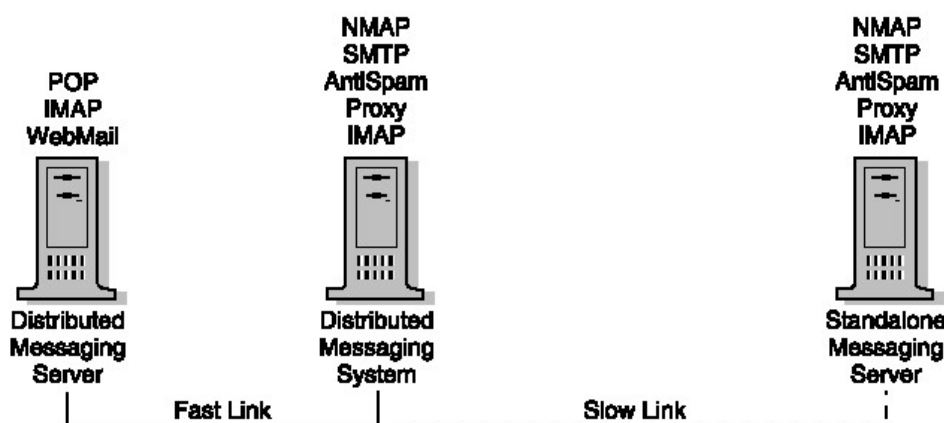 POP
IMAP
WebMail
NMAP
SMTP
AntiSpam
Proxy
IMAP
NMAP
SMTP
AntiSpam
Proxy
IMAP
Distributed
Messaging
Server
Distributed
Messaging
System
Standalone
Messaging
Server
Fast Link
Slow Link